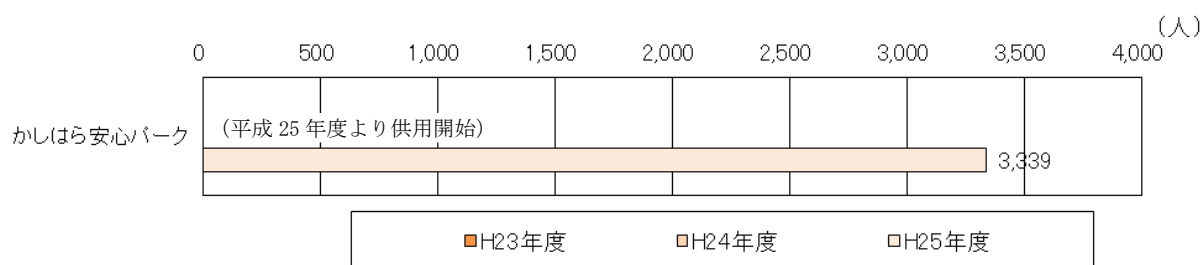 (人)
0 500 1,000 1,500 2,000 2,500 3,000 3,500 4,000
(平成 25 年度より供用開始)
かしはら安心パーク
3,339
H23年度 H24年度 H25年度